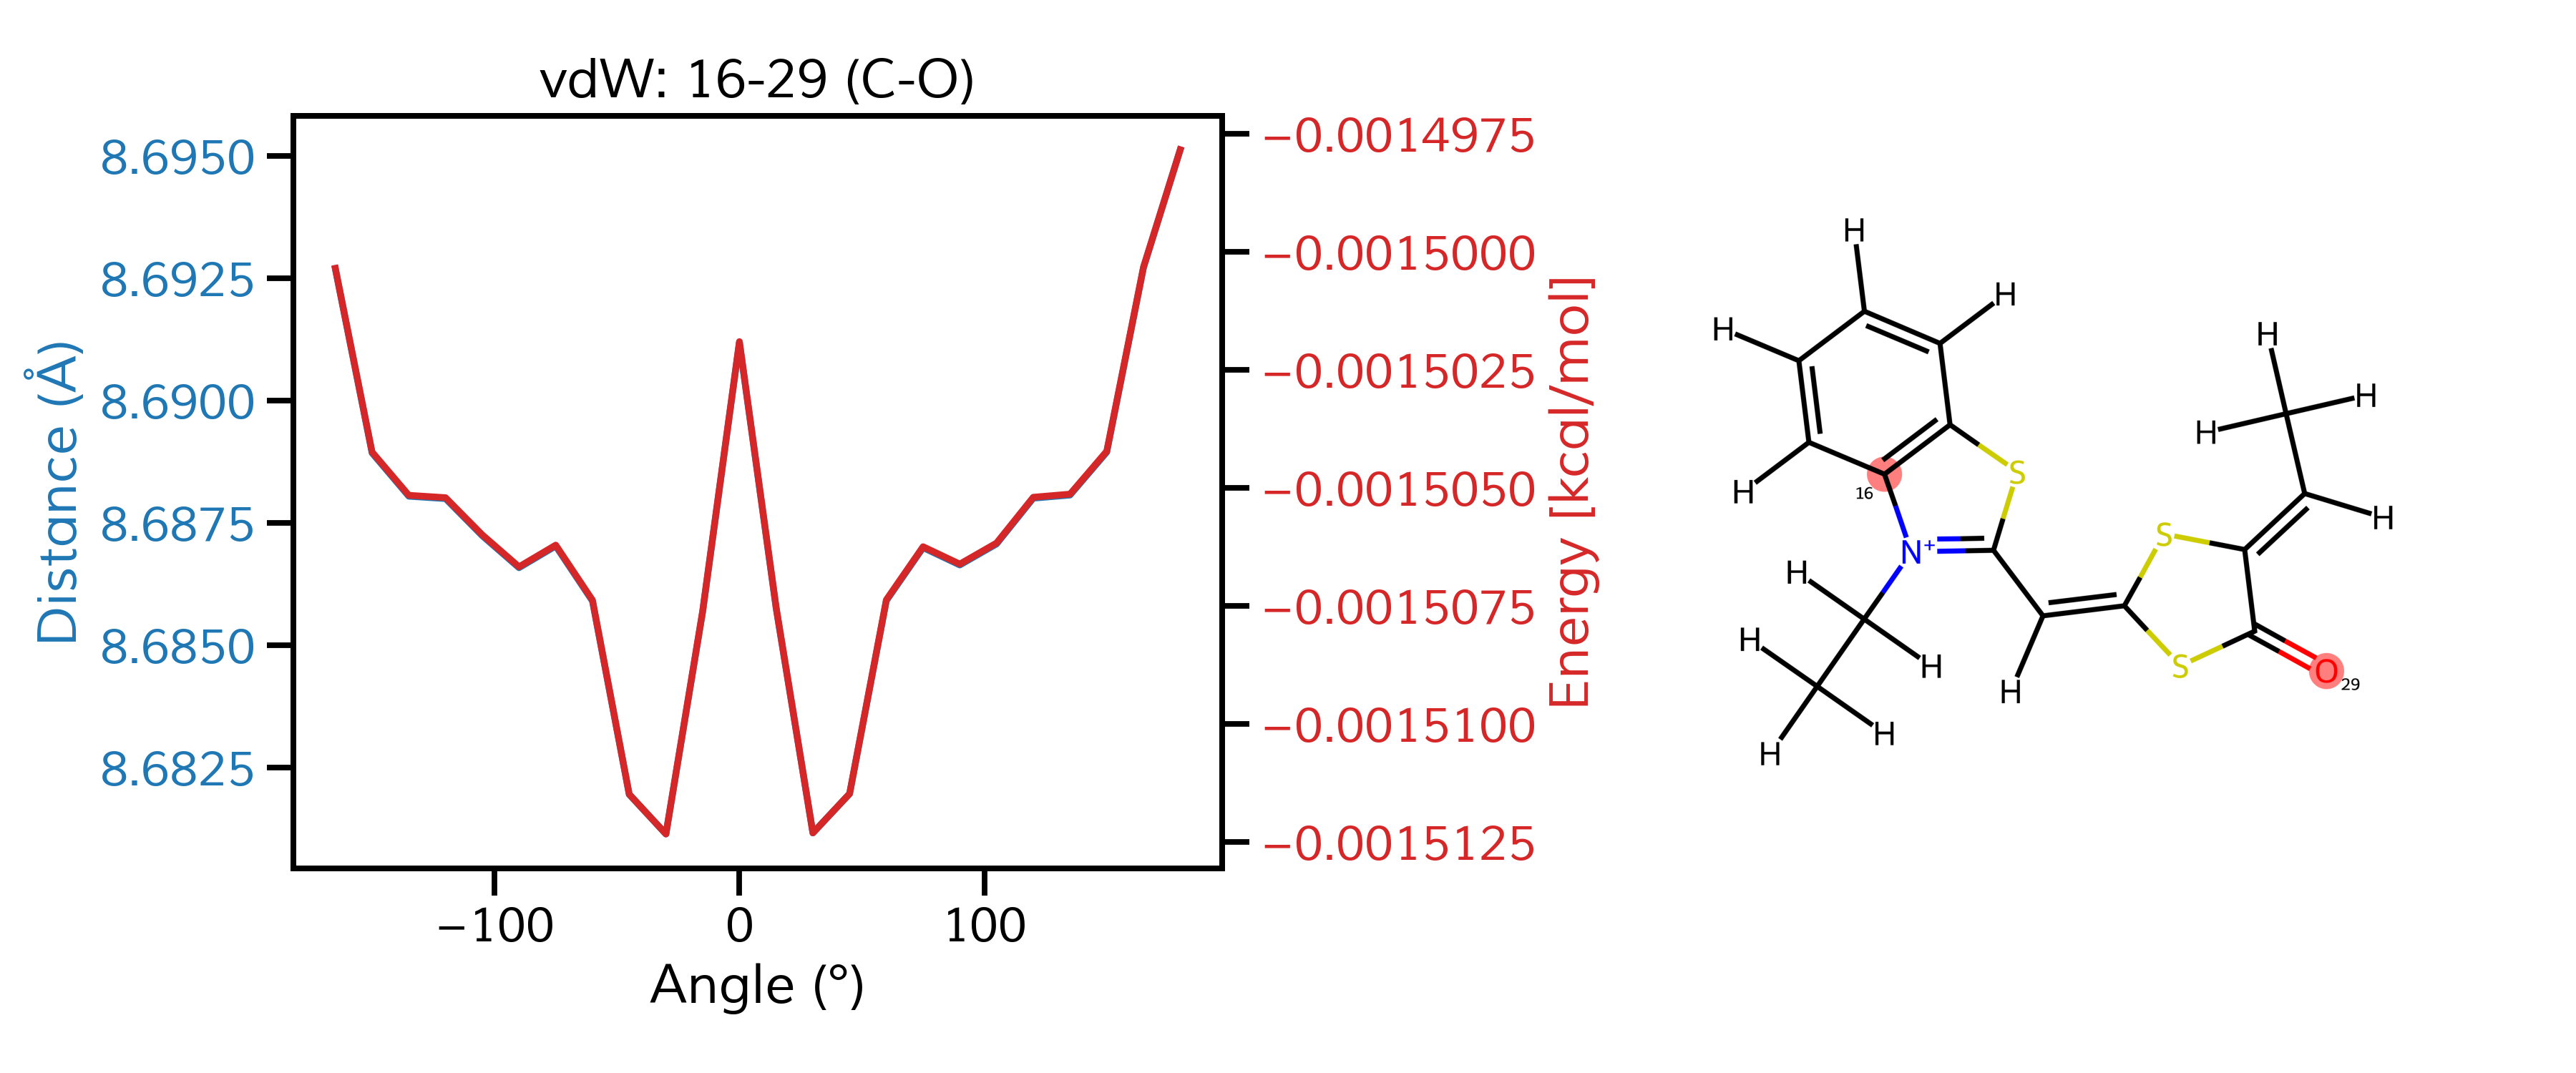 vdW: 16-29 (C-O)
Distance (Å)
8.6950
8.6925
8.6900
8.6875
8.6850
8.6825
−100
0
100
Angle (°)
−0.0014975
−0.0015000
−0.0015025
−0.0015050
−0.0015075
−0.0015100
−0.0015125
Energy [kcal/mol]
H
H
H
H
H
H
H
S
16
H
H
S
N+
H
H
H
S
O
29
H
H
H